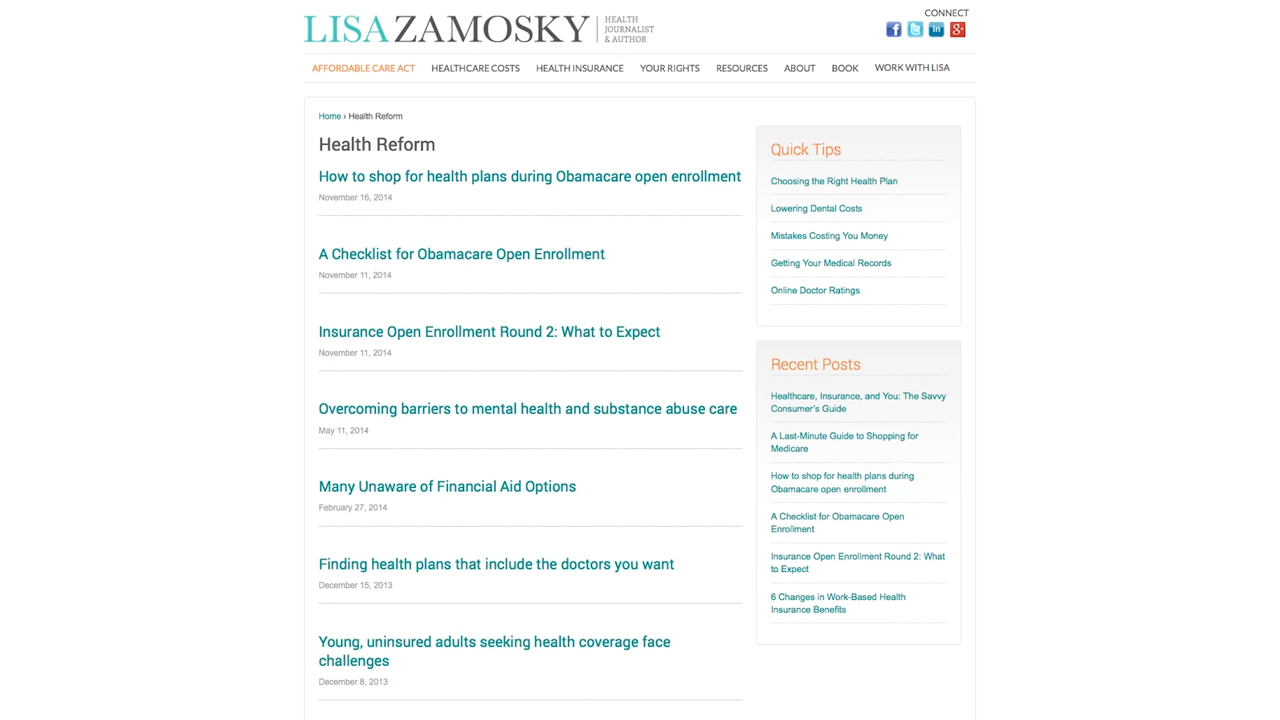 LISA ZAMOSKY
HEALTH
JOURNALIST
& AUTHOR
CONNECT
AFFORDABLE CARE ACT HEALTHCARE COSTS HEALTH INSURANCE YOUR RIGHTS RESOURCES ABOUT BOOK WORK WITH LISA
Home › Health Reform
Health Reform
How to shop for health plans during Obamacare open enrollment
November 16, 2014
A Checklist for Obamacare Open Enrollment
November 11, 2014
Insurance Open Enrollment Round 2: What to Expect
November 11, 2014
Overcoming barriers to mental health and substance abuse care
May 11, 2014
Many Unaware of Financial Aid Options
February 27, 2014
Finding health plans that include the doctors you want
December 15, 2013
Young, uninsured adults seeking health coverage face
challenges
December 8, 2013
Quick Tips
Choosing the Right Health Plan
Lowering Dental Costs
Mistakes Costing You Money
Getting Your Medical Records
Online Doctor Ratings
Recent Posts
Healthcare, Insurance, and You: The Savvy
Consumer's Guide
A Last-Minute Guide to Shopping for
Medicare
How to shop for health plans during
Obamacare open enrollment
A Checklist for Obamacare Open
Enrollment
Insurance Open Enrollment Round 2: What
to Expect
6 Changes in Work-Based Health
Insurance Benefits